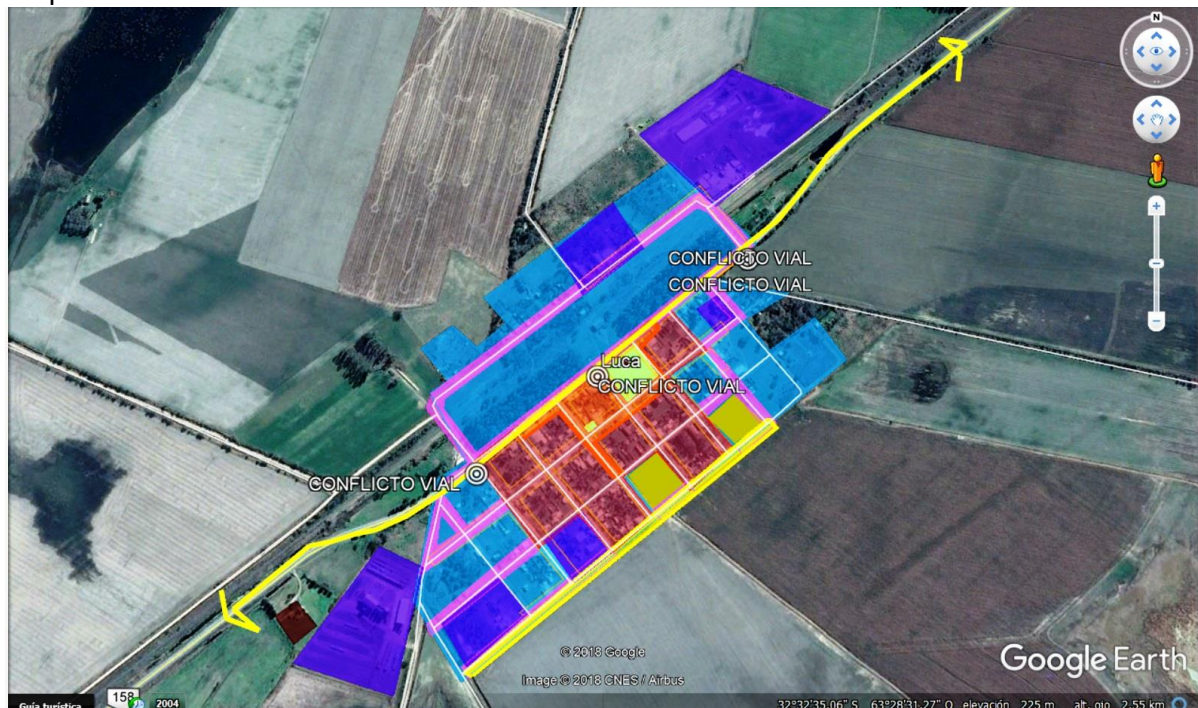 N
CONFLICTO VIAL
CONFLICTO VIAL
Luca
CONFLICTO VIAL
CONFLICTO VIAL
© 2018 Google
Image © 2018 CNES / Airbus
Google Earth
Guía turística
158
2004
32°32'35.06" S 63°28'31.27" O elevación 225 m alt. ojo 2.55 km